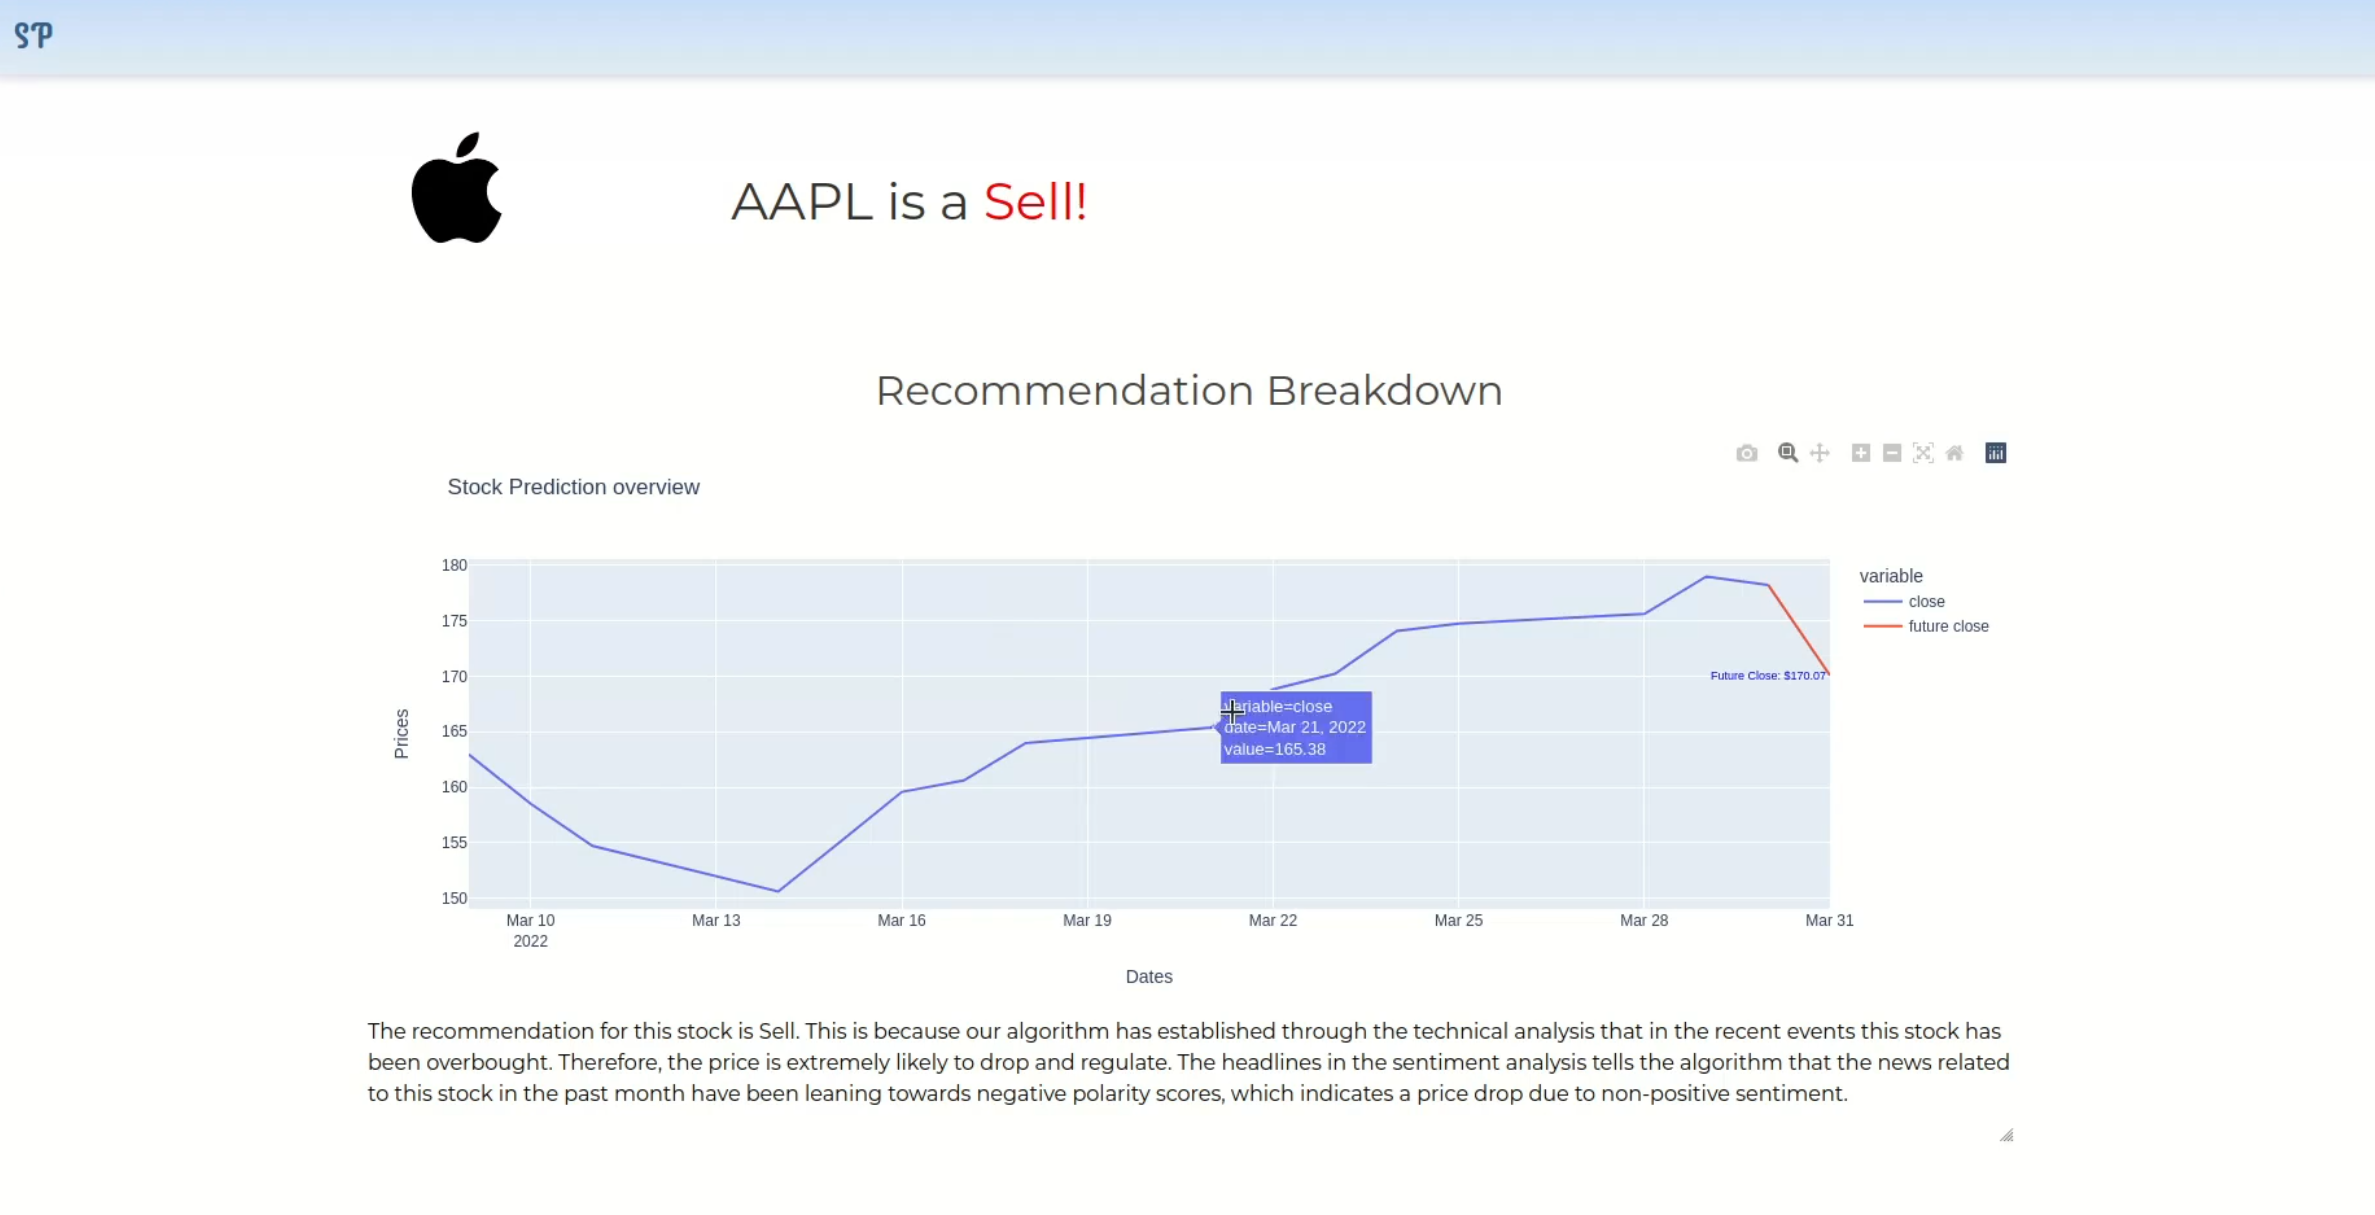 SP
AAPL is a Sell!
Recommendation Breakdown
Stock Prediction overview
180
175
170
165
160
155
150
Prices
variable
close
future close
Future Close: $170.07
variable=close
date=Mar 21, 2022
value=165.38
Mar 10 Mar 13 Mar 16 Mar 19 Mar 22 Mar 25 Mar 28 Mar 31
2022
Dates
The recommendation for this stock is Sell. This is because our algorithm has established through the technical analysis that in the recent events this stock has
been overbought. Therefore, the price is extremely likely to drop and regulate. The headlines in the sentiment analysis tells the algorithm that the news related
to this stock in the past month have been leaning towards negative polarity scores, which indicates a price drop due to non-positive sentiment.